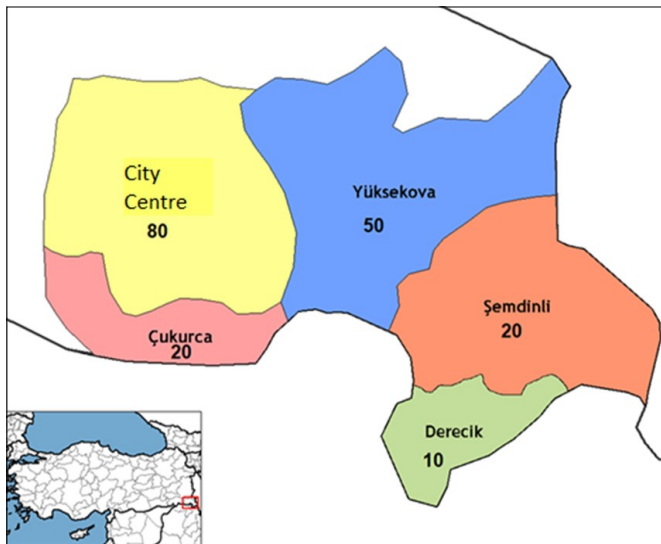 City
Centre
80
Yüksekova
50
Şemdinli
20
Çukurca
20
Derecik
10